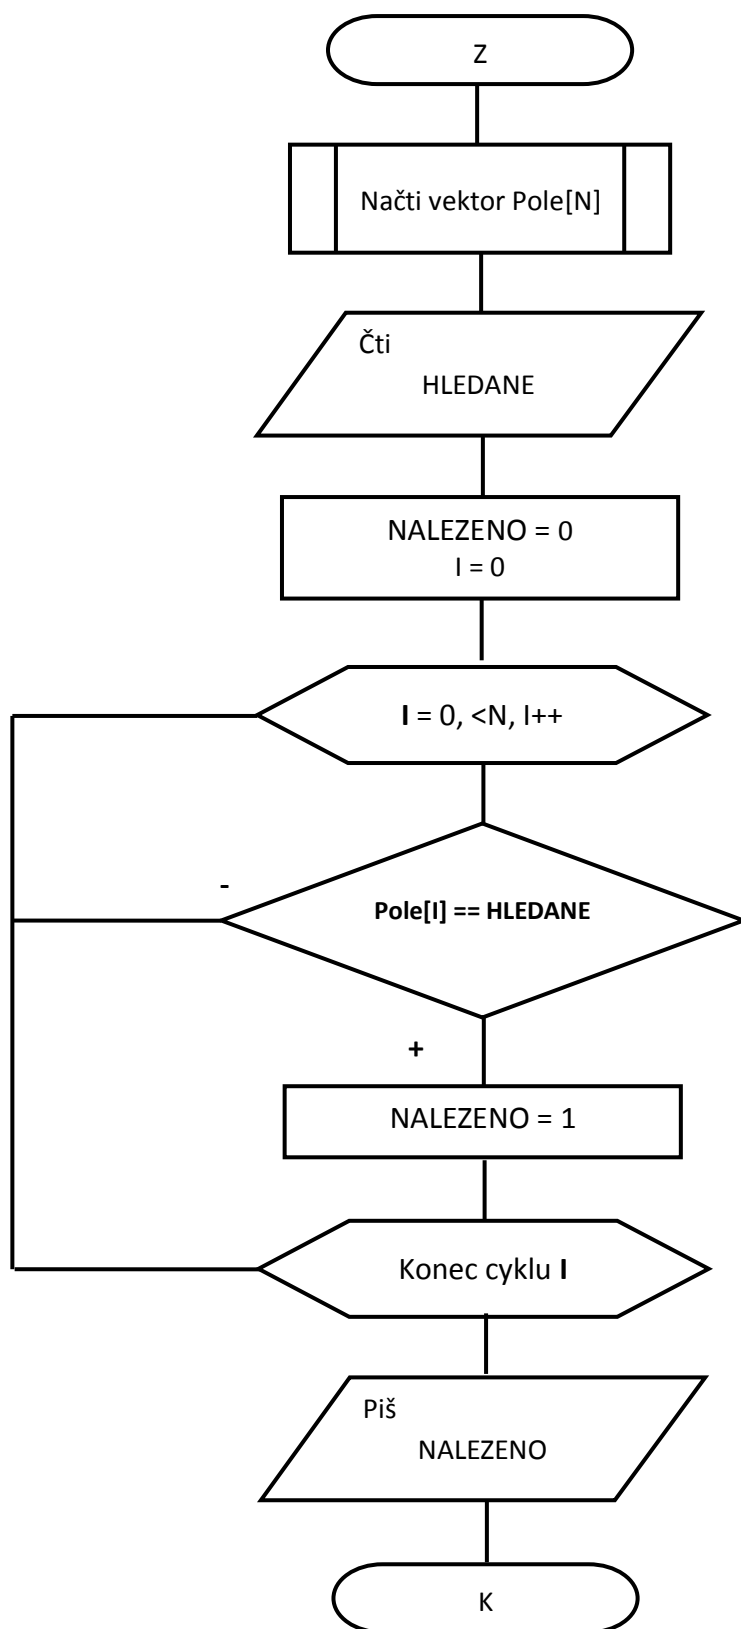 Z
Načti vektor Pole[N]
Čti
HLEDANE
NALEZENO = 0
I = 0
I = 0, <N, I++
-
Pole[I] == HLEDANE
+
NALEZENO = 1
Konec cyklu I
Piš
NALEZENO
K